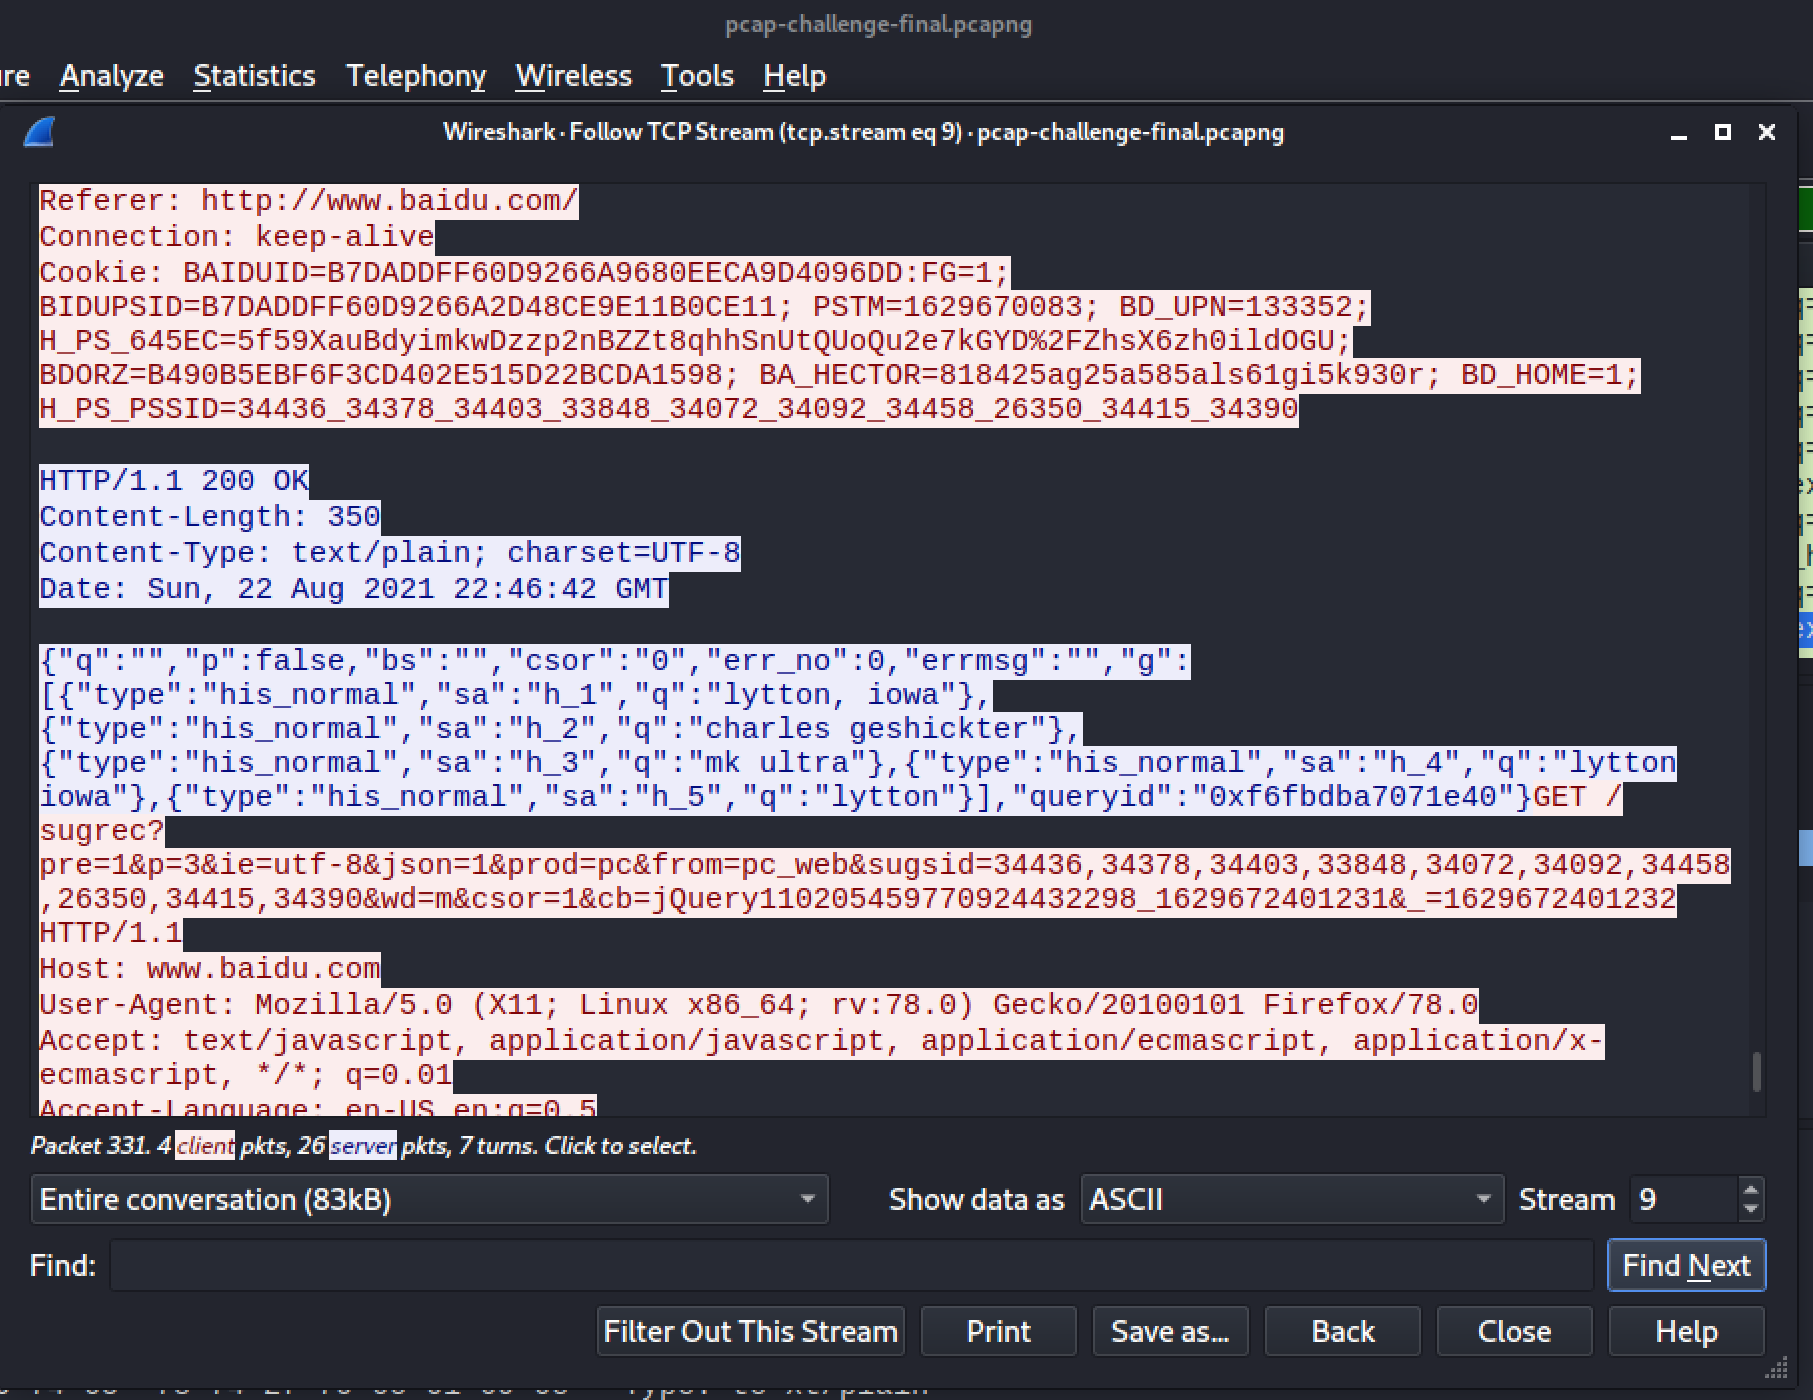 pcap-challenge-final.pcapng
re Analyze Statistics Telephony Wireless Tools Help
Wireshark · Follow TCP Stream (tcp.stream eq 9) · pcap-challenge-final.pcapng
Referer: http://www.baidu.com/
Connection: keep-alive
Cookie: BAIDUID=B7DADDFF60D9266A9680EECA9D4096DD:FG=1;
BIDUPSID=B7DADDFF60D9266A2D48CE9E11B0CE11; PSTM=1629670083; BD_UPN=133352;
H_PS_645EC=5f59XauBdyimkwDzzp2nBZZt8qhhSnUtQUoQu2e7kGYD%2FZhsX6zh0ildOGU;
BDORZ=B490B5EBF6F3CD402E515D22BCDA1598; BA_HECTOR=818425ag25a585als61gi5k930r; BD_HOME=1;
H_PS_PSSID=34436_34378_34403_33848_34072_34092_34458_26350_34415_34390
HTTP/1.1 200 OK
Content-Length: 350
Content-Type: text/plain; charset=UTF-8
Date: Sun, 22 Aug 2021 22:46:42 GMT
{"q":"","p":false,"bs":"","csor":"0","err_no":0,"errmsg":"","g":
[{"type":"his_normal","sa":"h_1","q":"lytton, iowa"},
{"type":"his_normal","sa":"h_2","q":"charles geshickter"},
{"type":"his_normal","sa":"h_3","q":"mk ultra"},{"type":"his_normal","sa":"h_4","q":"lytton
iowa"},{"type":"his_normal","sa":"h_5","q":"lytton"}],"queryid":"0xf6fbdba7071e40"}GET /
sugrec?
pre=1&p=3&ie=utf-8&json=1&prod=pc&from=pc_web&sugsid=34436,34378,34403,33848,34072,34092,34458
,26350,34415,34390&wd=m&csor=1&cb=jQuery110205459770924432298_1629672401231&_=1629672401232
HTTP/1.1
Host: www.baidu.com
User-Agent: Mozilla/5.0 (X11; Linux x86_64; rv:78.0) Gecko/20100101 Firefox/78.0
Accept: text/javascript, application/javascript, application/ecmascript, application/x-
ecmascript, */*; q=0.01
Accept-Language: en-US,en;q=0.5
Packet 331. 4 client pkts, 26 server pkts, 7 turns. Click to select.
Entire conversation (83kB) Show data as ASCII Stream 9
Find: Find Next
Filter Out This Stream Print Save as... Back Close Help